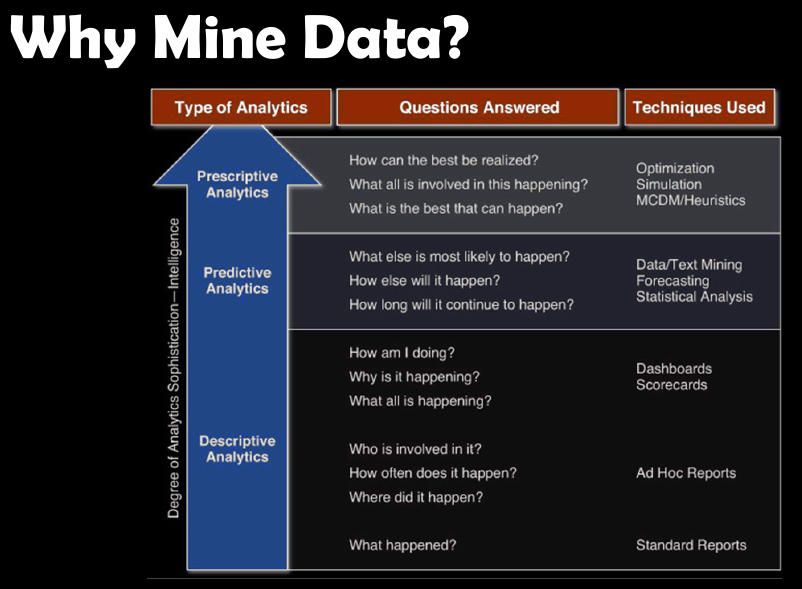 Why Mine Data?
Type of Analytics
Questions Answered
Techniques Used
Prescriptive
Analytics
How can the best be realized?
What all is involved in this happening?
What is the best that can happen?
Optimization
Simulation
MCDM/Heuristics
Predictive
Analytics
What else is most likely to happen?
How else will it happen?
How long will it continue to happen?
Data/Text Mining
Forecasting
Statistical Analysis
Descriptive
Analytics
How am I doing?
Why is it happening?
What all is happening?
Dashboards
Scorecards
Who is involved in it?
How often does it happen?
Where did it happen?
Ad Hoc Reports
What happened?
Standard Reports
Degree of Analytics Sophistication—Intelligence